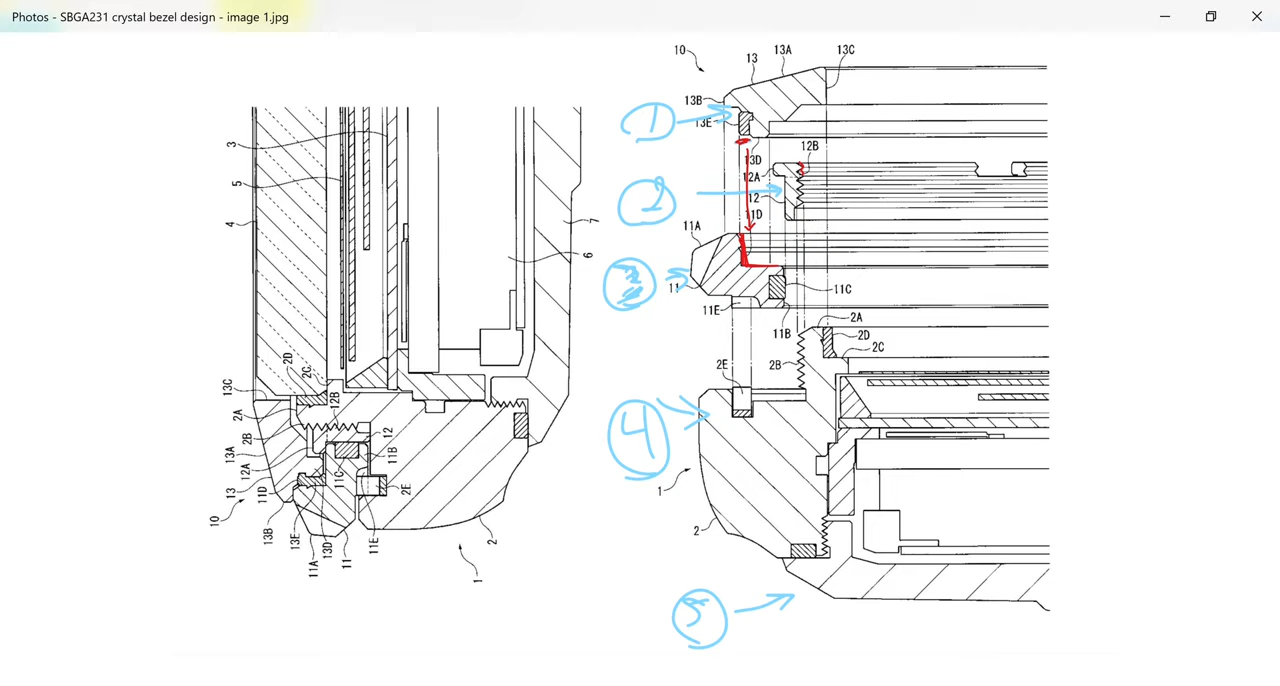 Photos - SBGA231 crystal bezel design - image 1.jpg
3
5
4
7
6
2D
2C
13C
12B
2A
2B
13A
12A
12
11B
11C
2E
13
11D
10
13B
13E
13D
11E
11A
11
2
1
10
13
13A
13C
13B
1
13E
13D
12B
12A
2
12
11D
11A
11
11C
11E
11B
2A
2D
2C
2E
2B
4
1
2
5